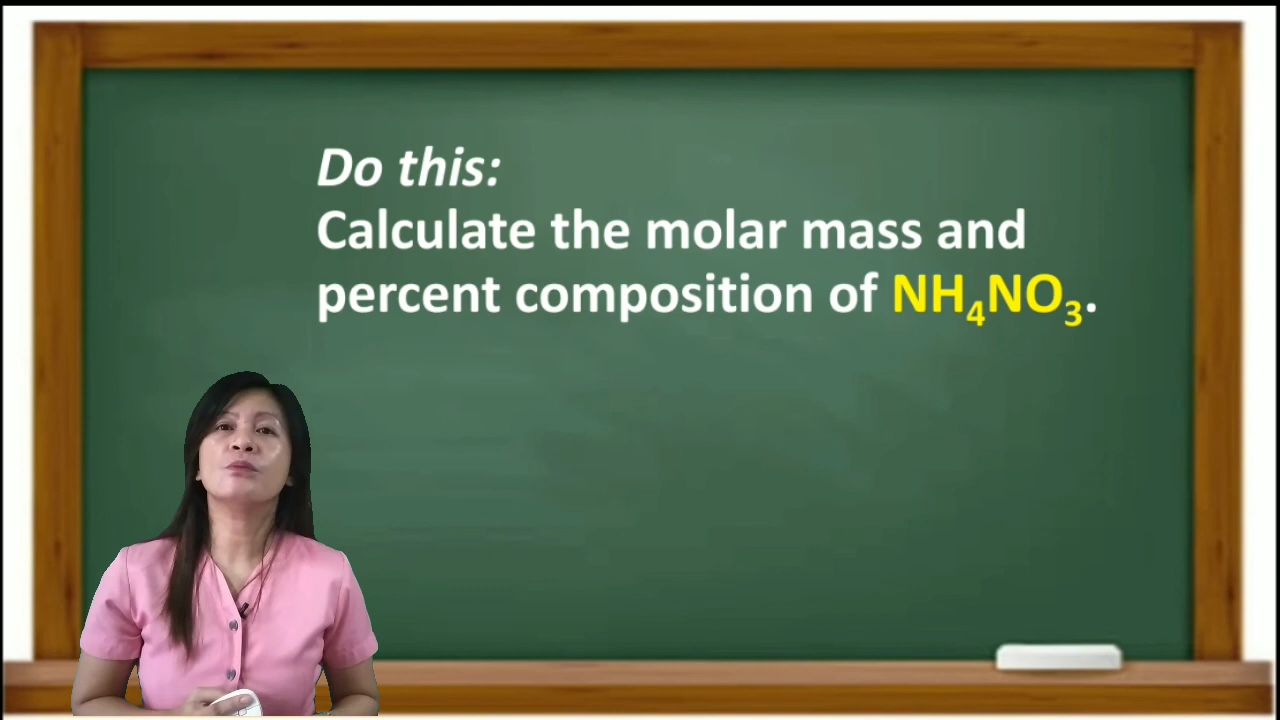 Do this:
Calculate the molar mass and
percent composition of NH₄NO₃.